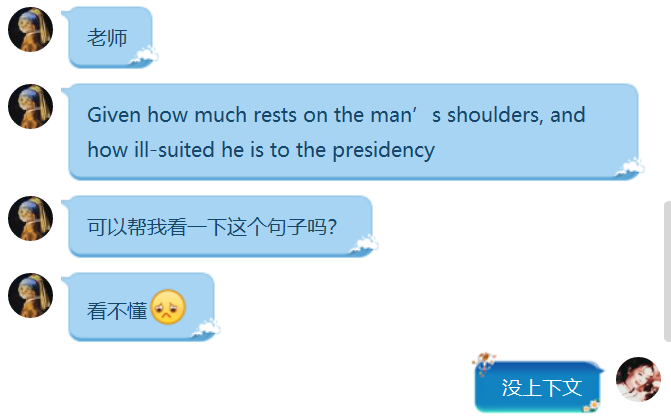 老师
Given how much rests on the man’s shoulders, and
how ill-suited he is to the presidency
可以帮我看一下这个句子吗？
看不懂
没上下文